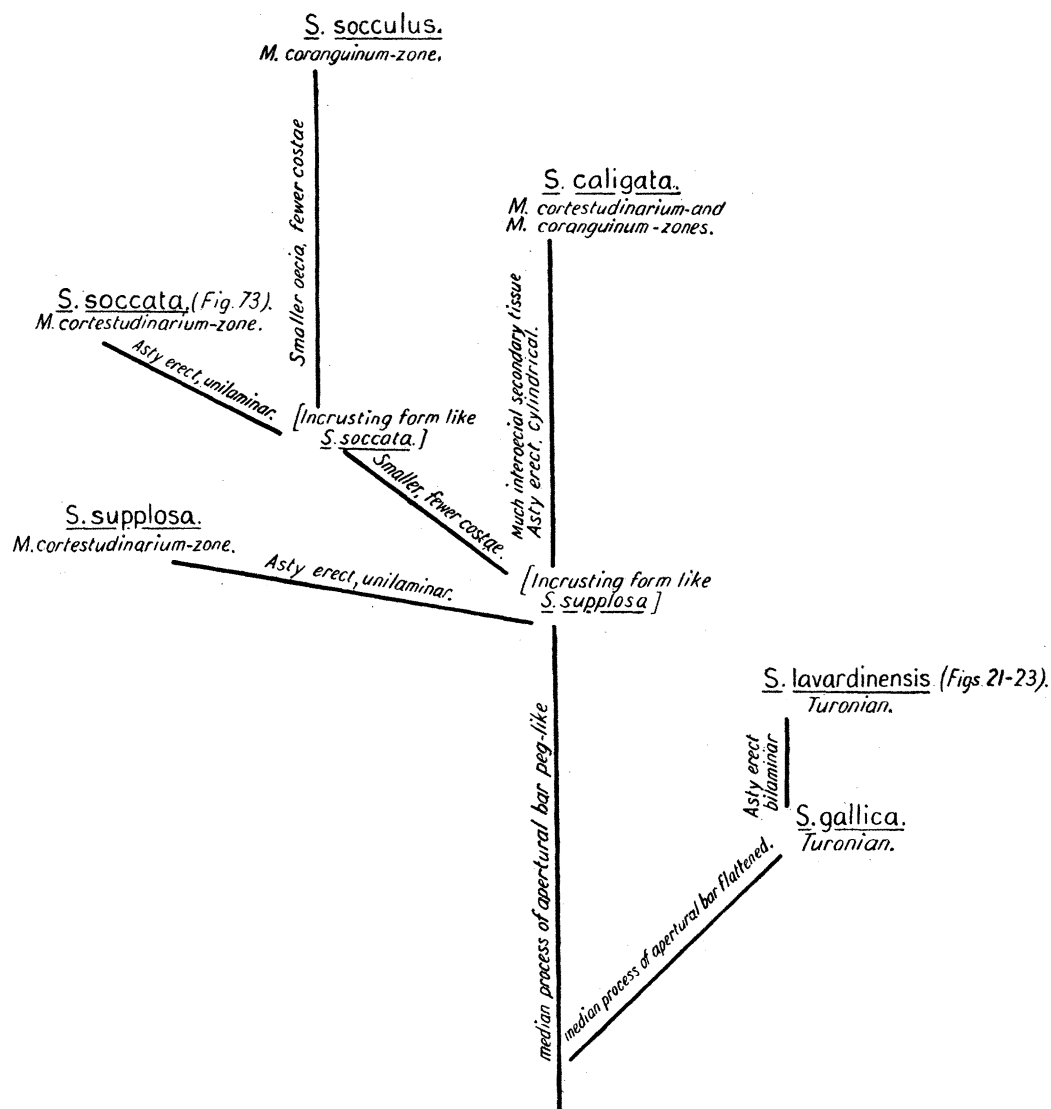 S. socculus.
M. coranguinum-zone.
Smaller oecia, fewer costae
S. caligata.
M. cortestudinarium-and
M. coranguinum-zones.
Much interoecial secondary tissue
Asty erect, cylindrical.
S. soccata, (Fig. 73).
M. cortestudinarium-zone.
Asty erect, unilaminar.
[Incrusting form like
S. soccata.]
Smaller, fewer costae.
S. supplosa.
M. cortestudinarium-zone.
Asty erect, unilaminar.
[Incrusting form like
S. supplosa]
median process of apertural bar peg-like
S. lavardinensis (Figs. 21-23).
Turonian.
Asty erect
bilaminar
S. gallica.
Turonian.
median process of apertural bar flattened.